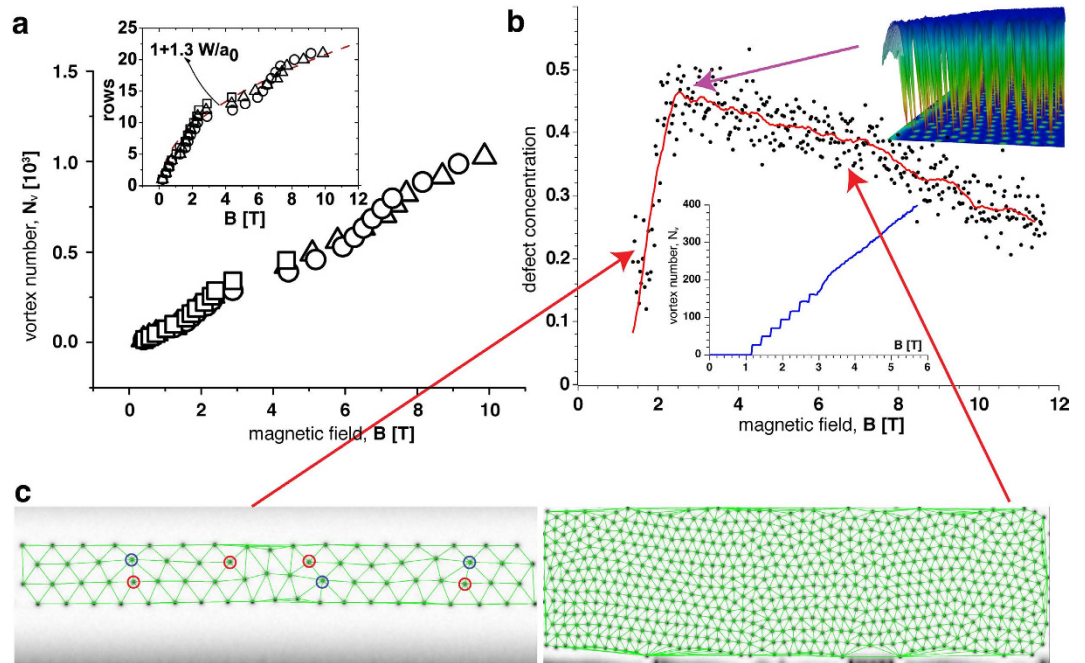 a
25
20
15
10
5
0
rows
1+1.3 W/a0
0 2 4 6 8 10 12
B [T]
1.5
1.0
0.5
0.0
vortex number, Nv [10³]
0 2 4 6 8 10
magnetic field, B [T]
b
0.5
0.4
0.3
0.2
0.1
0
defect concentration
400
300
200
100
0
vortex number, Nv
B [T]
0 1 2 3 4 5 6
0 2 4 6 8 10 12
magnetic field, B [T]
c